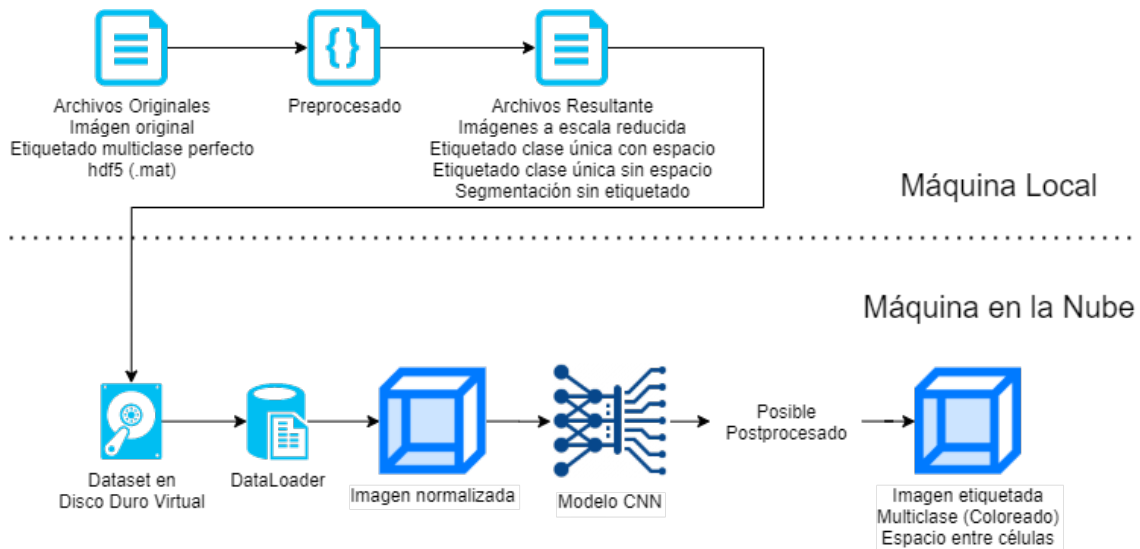 Archivos Originales
Imágen original
Etiquetado multiclase perfecto
hdf5 (.mat)
{}
Preprocesado
Archivos Resultante
Imágenes a escala reducida
Etiquetado clase única con espacio
Etiquetado clase única sin espacio
Segmentación sin etiquetado
Máquina Local
Máquina en la Nube
Dataset en
Disco Duro Virtual
DataLoader
Imagen normalizada
Modelo CNN
Posible
Postprocesado
Imagen etiquetada
Multiclase (Coloreado)
Espacio entre células